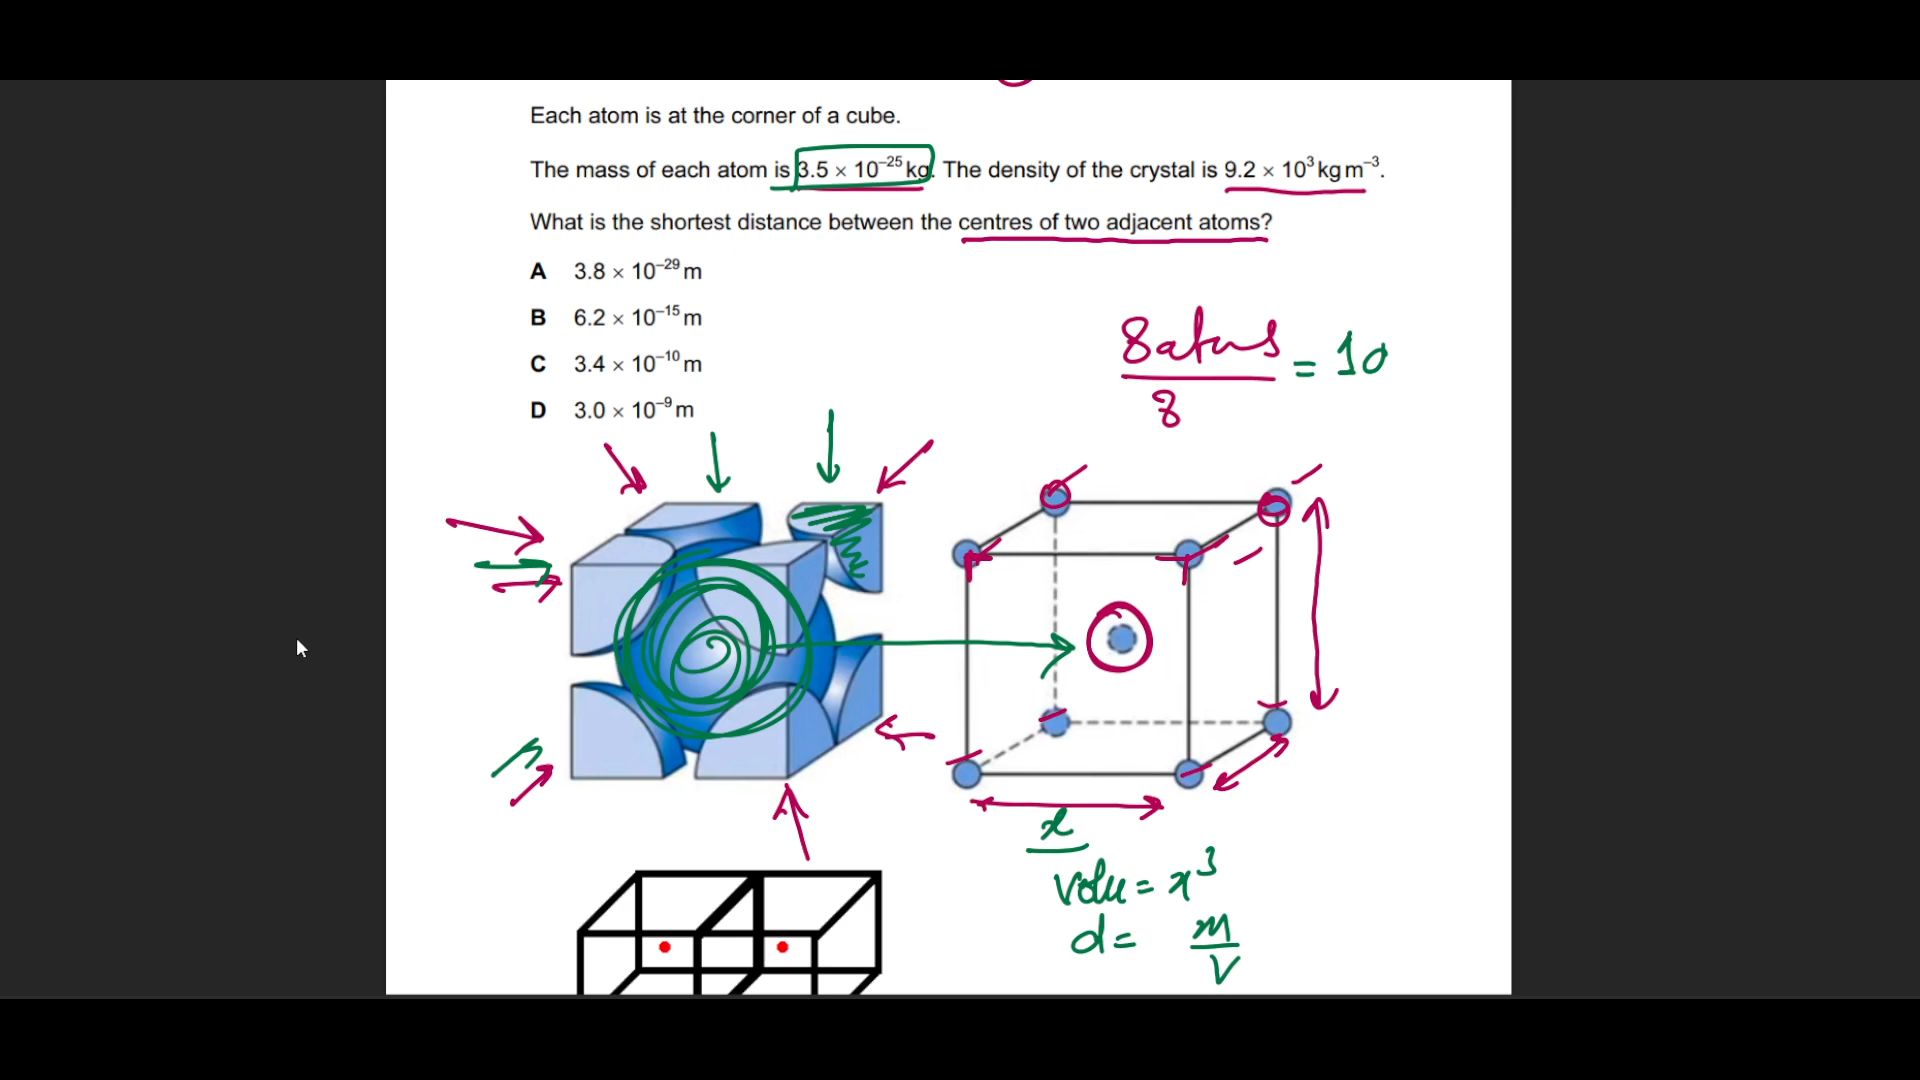 Each atom is at the corner of a cube.
The mass of each atom is 3.5 × 10⁻²⁵ kg. The density of the crystal is 9.2 × 10³ kg m⁻³.
What is the shortest distance between the centres of two adjacent atoms?
A 3.8 × 10⁻²⁹ m
B 6.2 × 10⁻¹⁵ m
C 3.4 × 10⁻¹⁰ m
D 3.0 × 10⁻⁹ m
8 = 10
8
x
= x³
d = m
V